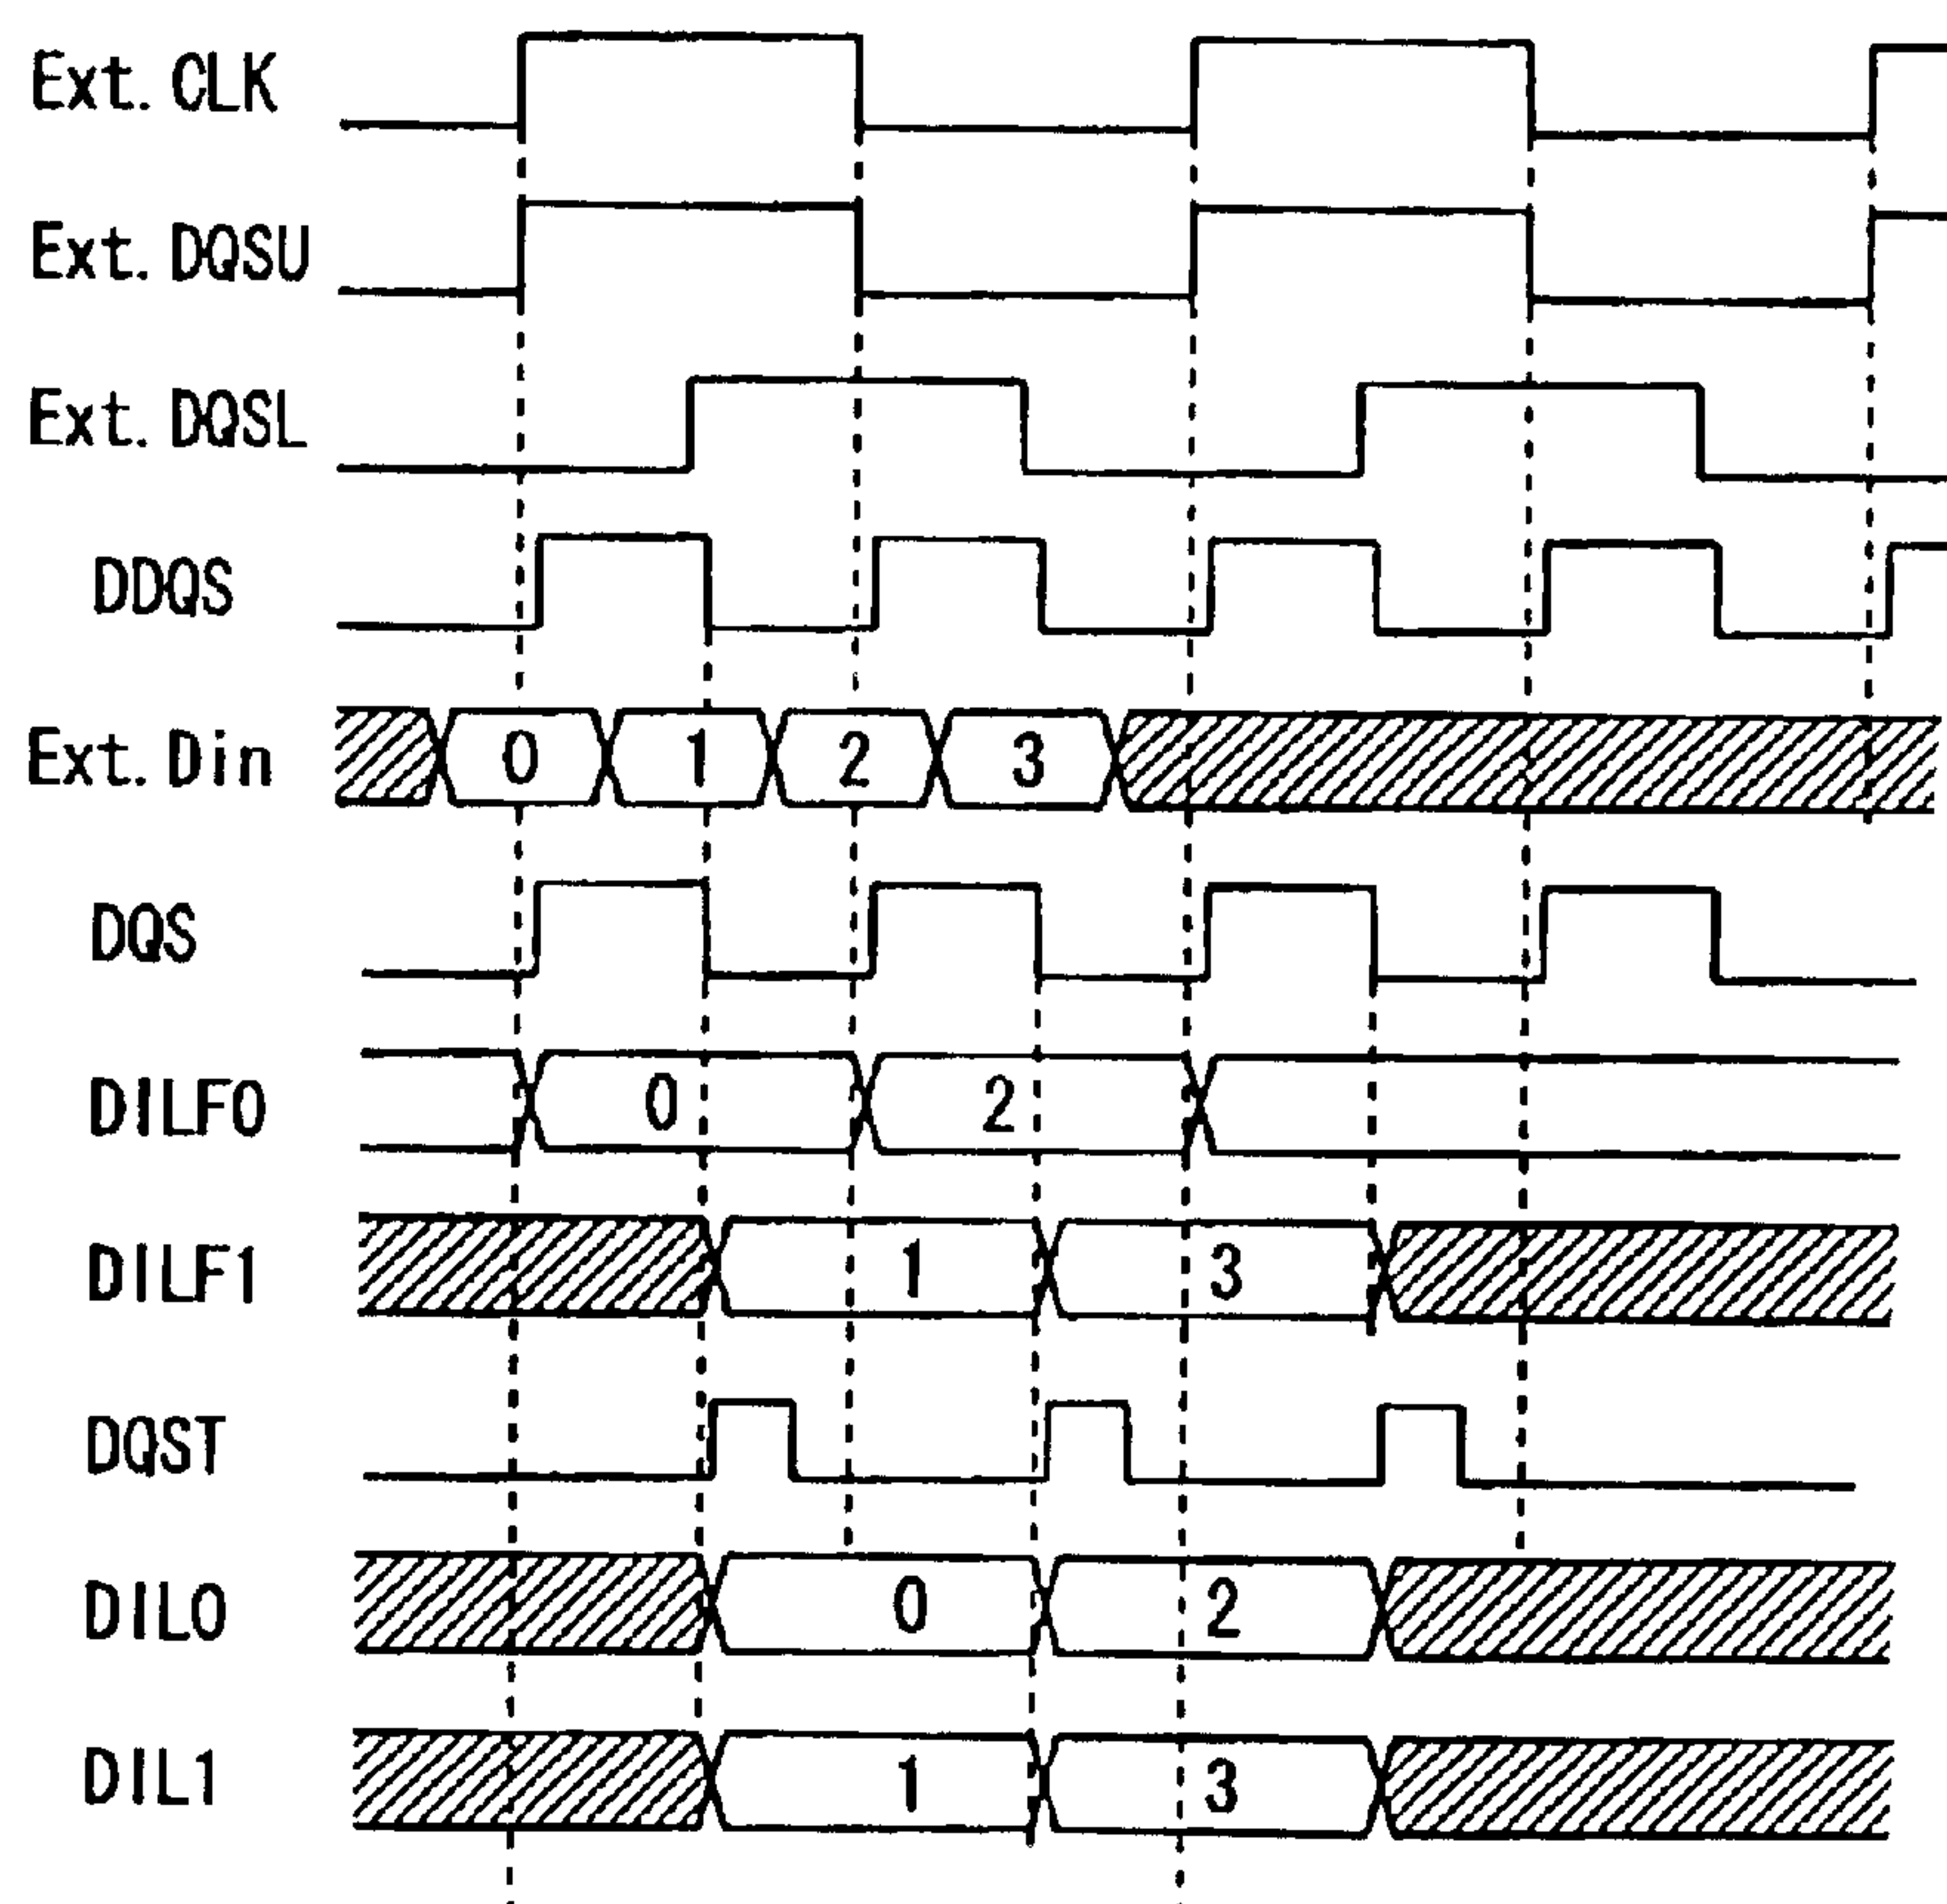 Ext. CLK
Ext. DQSU
Ext. DQSL
DDQS
Ext. Din 0 1 2 3
DQS
DILF0 0 2
DILF1 1 3
DQST
DIL0 0 2
DIL1 1 3